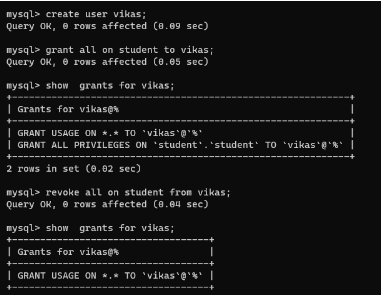 mysql> create user vikas;
Query OK, 0 rows affected (0.09 sec)
mysql> grant all on student to vikas;
Query OK, 0 rows affected (0.05 sec)
mysql> show  grants for vikas;
+-----------------------------------------------------------+
| Grants for vikas@%                                        |
+-----------------------------------------------------------+
| GRANT USAGE ON *.* TO `vikas`@`%`                         |
| GRANT ALL PRIVILEGES ON `student`.`student` TO `vikas`@`%` |
+-----------------------------------------------------------+
2 rows in set (0.02 sec)
mysql> revoke all on student from vikas;
Query OK, 0 rows affected (0.04 sec)
mysql> show  grants for vikas;
+-----------------------------------+
| Grants for vikas@%                |
+-----------------------------------+
| GRANT USAGE ON *.* TO `vikas`@`%` |
+-----------------------------------+